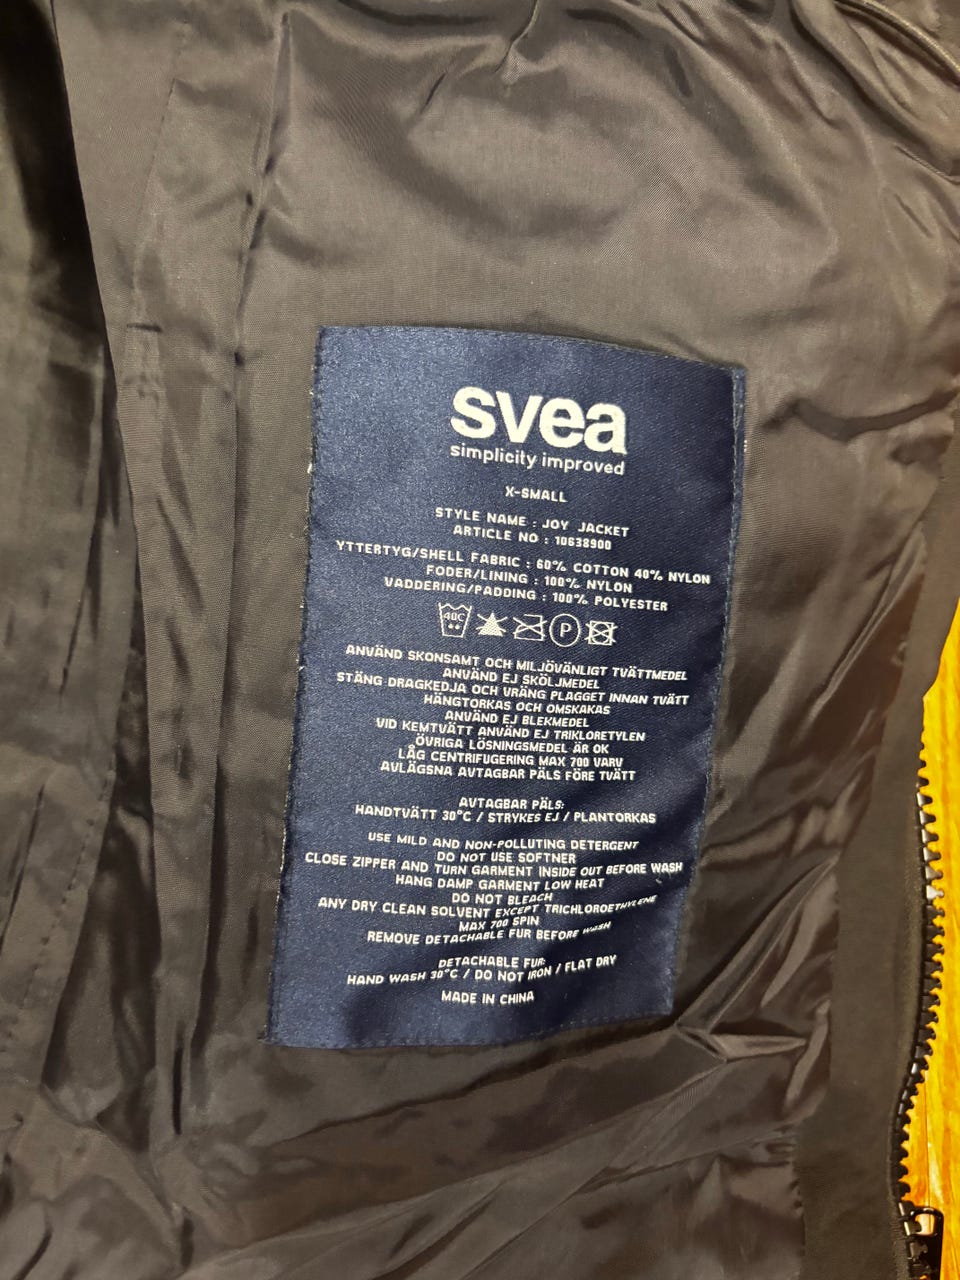 svea
simplicity improved
X-SMALL
STYLE NAME : JOY JACKET
ARTICLE NO : 10638900
YTTERTYG/SHELL FABRIC : 60% COTTON 40% NYLON
FODER/LINING : 100% NYLON
VADDERING/PADDING : 100% POLYESTER
40C P
ANVÄND SKONSAMT OCH MILJÖVÄNLIGT TVÄTTMEDEL
ANVÄND EJ SKÖLJMEDEL
STÄNG DRAGKEDJA OCH VRÄNG PLAGGET INNAN TVÄTT
HÄNGTORKAS OCH OMSKAKAS
ANVÄND EJ BLEKMEDEL
VID KEMTVÄTT ANVÄND EJ TRIKLORETYLEN
ÖVRIGA LÖSNINGSMEDEL ÄR OK
LÅG CENTRIFUGERING MAX 700 VARV
AVLÄGSNA AVTAGBAR PÄLS FÖRE TVÄTT
AVTAGBAR PÄLS:
HANDTVÄTT 30°C / STRYKES EJ / PLANTORKAS
USE MILD AND NON-POLLUTING DETERGENT
DO NOT USE SOFTNER
CLOSE ZIPPER AND TURN GARMENT INSIDE OUT BEFORE WASH
HANG DAMP GARMENT LOW HEAT
DO NOT BLEACH
ANY DRY CLEAN SOLVENT EXCEPT TRICHLOROETHYLENE
MAX 700 SPIN
REMOVE DETACHABLE FUR BEFORE WASH
DETACHABLE FUR:
HAND WASH 30°C / DO NOT IRON / FLAT DRY
MADE IN CHINA